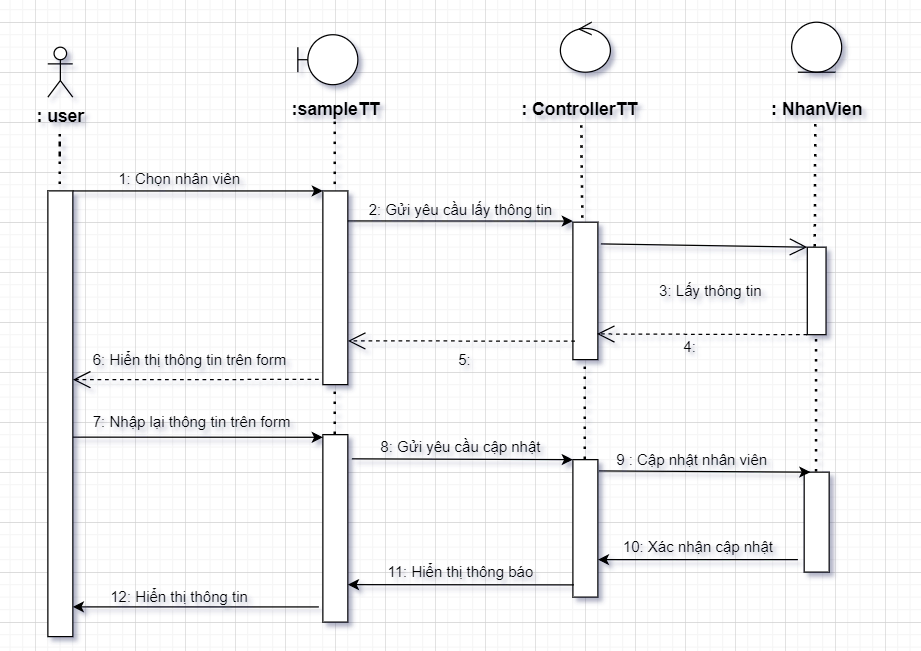 : user
:sampleTT
: ControllerTT
: NhanVien
1: Chọn nhân viên
2: Gửi yêu cầu lấy thông tin
3: Lấy thông tin
4:
5:
6: Hiển thị thông tin trên form
7: Nhập lại thông tin trên form
8: Gửi yêu cầu cập nhật
9 : Cập nhật nhân viên
10: Xác nhận cập nhật
11: Hiển thị thông báo
12: Hiển thị thông tin